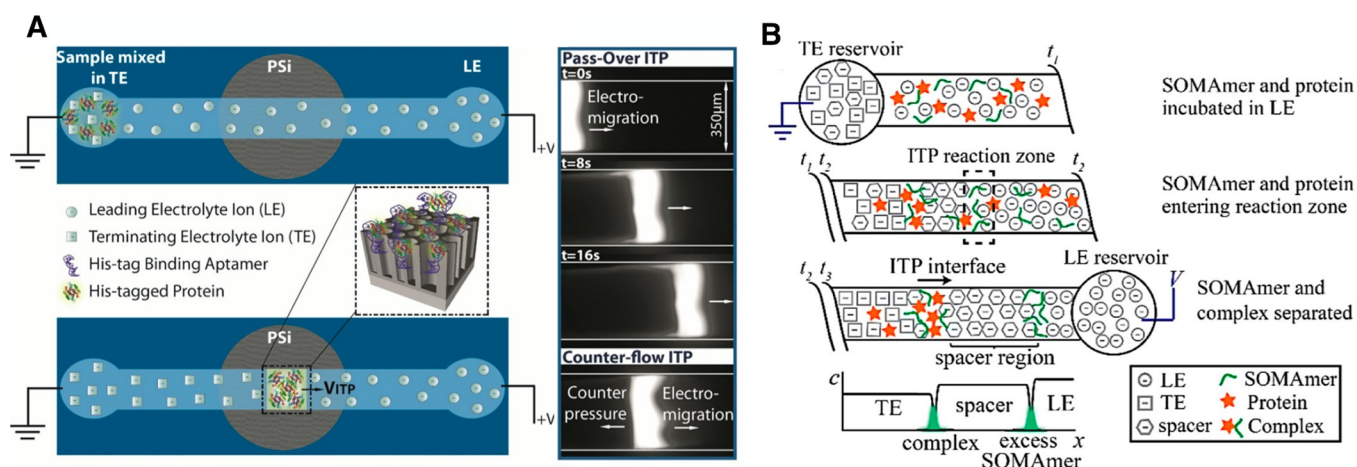 A
Sample mixed
in TE
PSi
LE
+V
Leading Electrolyte Ion (LE)
Terminating Electrolyte Ion (TE)
His-tag Binding Aptamer
His-tagged Protein
PSi
VITP
+V
Pass-Over ITP
t=0s
Electro-
migration
350µm
t=8s
t=16s
Counter-flow ITP
Counter
pressure
Electro-
migration
B
TE reservoir
t1
SOMAmer and protein
incubated in LE
ITP reaction zone
t1 t2
t2
SOMAmer and protein
entering reaction zone
ITP interface
LE reservoir
t2 t3
V
SOMAmer and
complex separated
spacer region
c
TE
spacer
LE
complex
excess
SOMAmer
x
LE
SOMAmer
TE
Protein
spacer
Complex